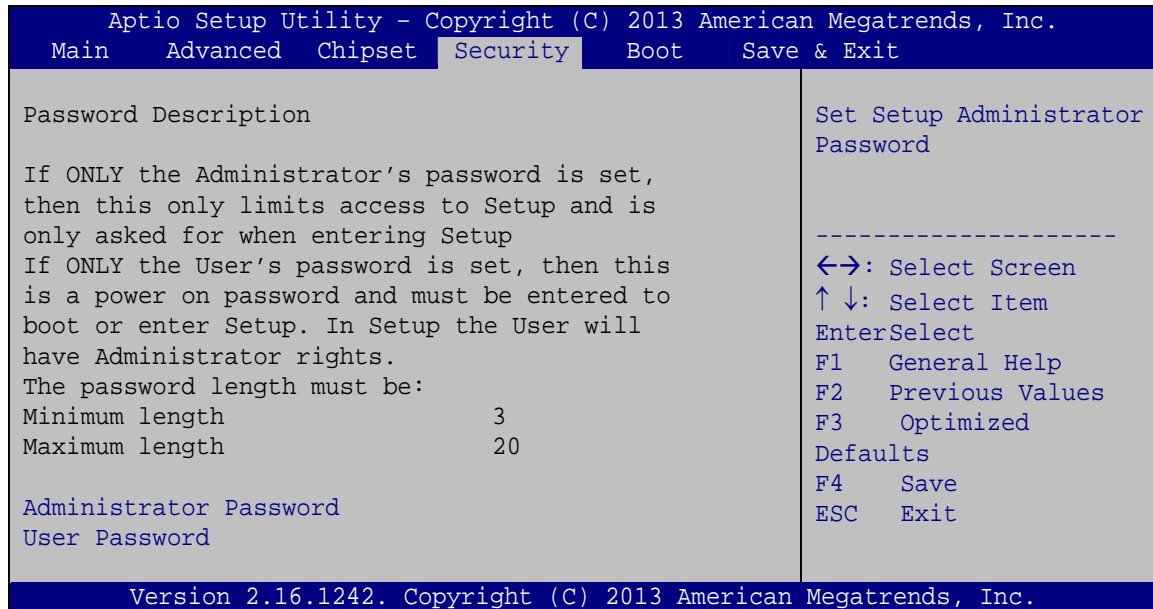 Aptio Setup Utility – Copyright (C) 2013 American Megatrends, Inc.
Main Advanced Chipset Security Boot Save & Exit
Password Description
If ONLY the Administrator’s password is set,
then this only limits access to Setup and is
only asked for when entering Setup
If ONLY the User’s password is set, then this
is a power on password and must be entered to
boot or enter Setup. In Setup the User will
have Administrator rights.
The password length must be:
Minimum length 3
Maximum length 20
Administrator Password
User Password
Set Setup Administrator
Password
---------------------
←→: Select Screen
↑ ↓: Select Item
EnterSelect
F1 General Help
F2 Previous Values
F3 Optimized
Defaults
F4 Save
ESC Exit
Version 2.16.1242. Copyright (C) 2013 American Megatrends, Inc.